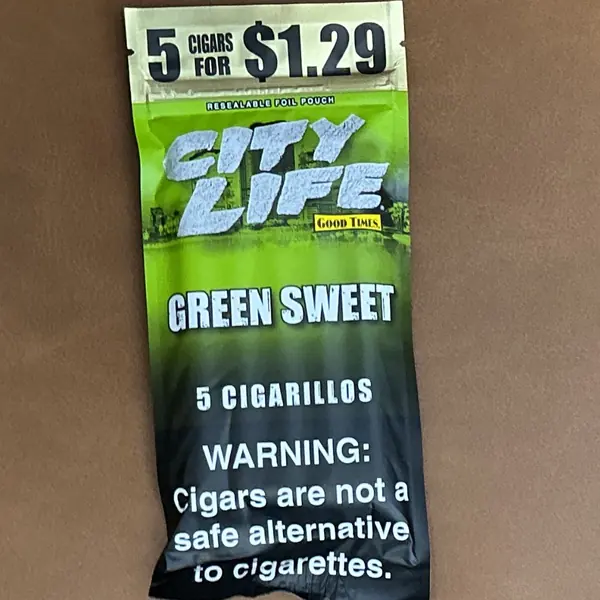 5 CIGARS FOR $1.29
RESEALABLE FOIL POUCH
CITY
LIFE
GOOD TIMES
GREEN SWEET
5 CIGARILLOS
WARNING:
Cigars are not a
safe alternative
to cigarettes.